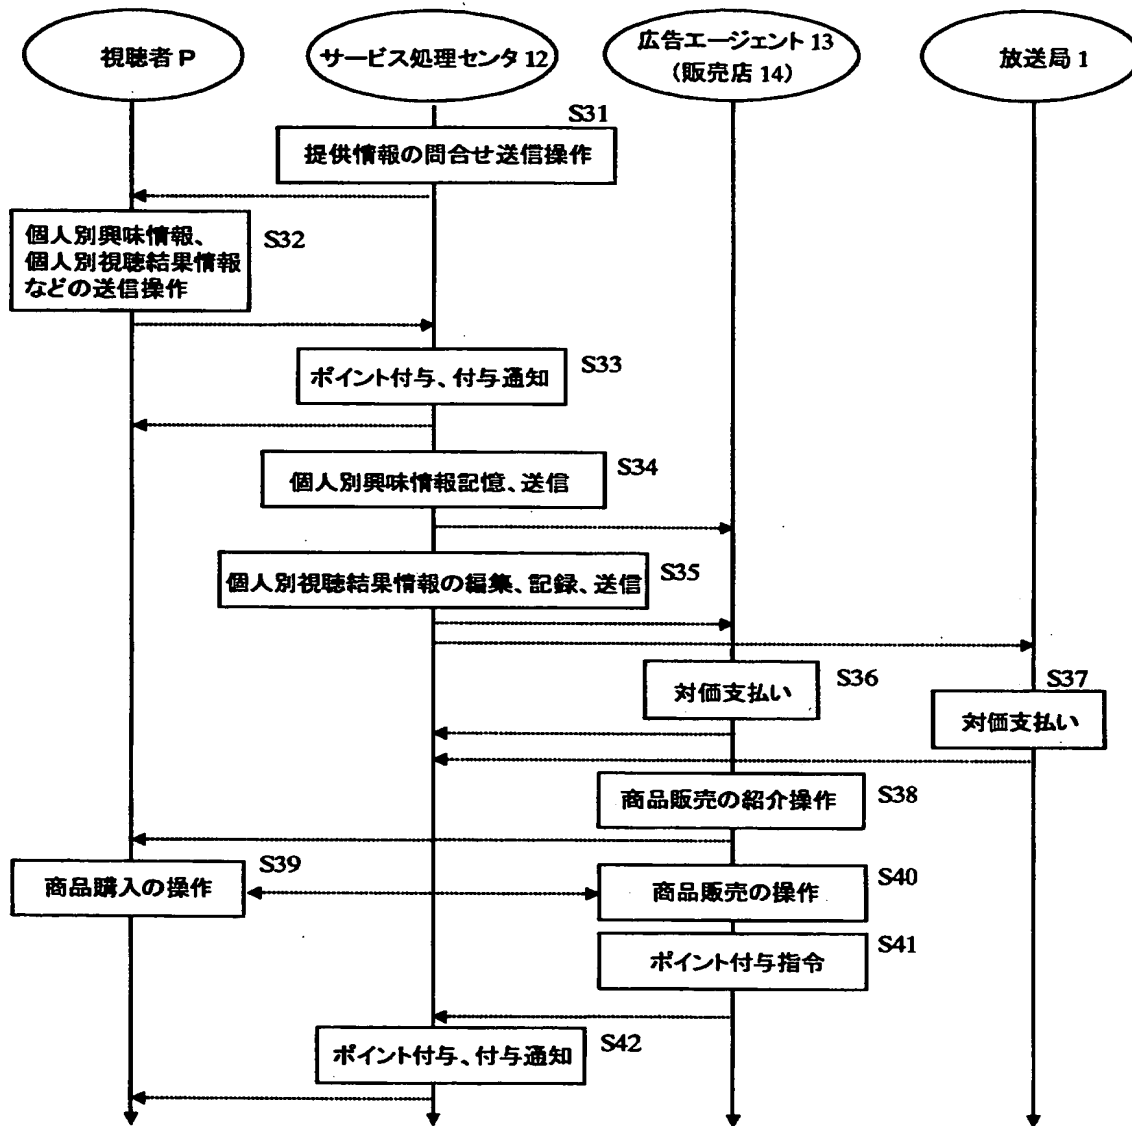 視聴者 P
サービス処理センタ 12
広告エージェント 13
(販売店 14)
放送局 1
S31
提供情報の問合せ送信操作
個人別興味情報、
個人別視聴結果情報
などの送信操作
S32
S33
ポイント付与、付与通知
S34
個人別興味情報記憶、送信
S35
個人別視聴結果情報の編集、記録、送信
S36
対価支払い
S37
対価支払い
S38
商品販売の紹介操作
S39
商品購入の操作
S40
商品販売の操作
S41
ポイント付与指令
S42
ポイント付与、付与通知